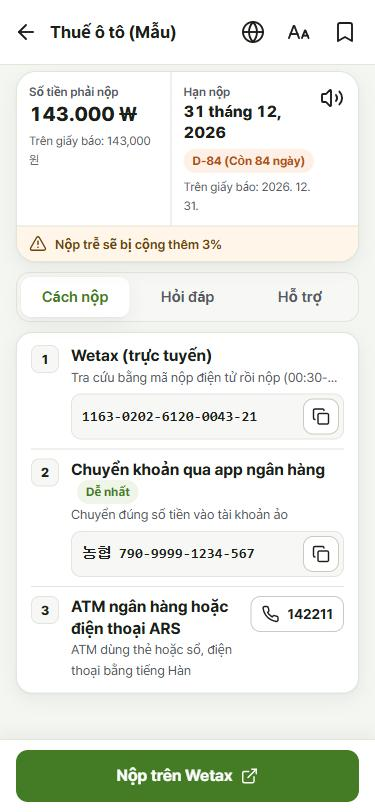 Thuế ô tô (Mẫu)
Số tiền phải nộp
143.000 ₩
Trên giấy báo: 143,000
원
Hạn nộp
31 tháng 12,
2026
D-84 (Còn 84 ngày)
Trên giấy báo: 2026. 12.
31.
Nộp trễ sẽ bị cộng thêm 3%
Cách nộp
Hỏi đáp
Hỗ trợ
1
Wetax (trực tuyến)
Tra cứu bằng mã nộp điện tử rồi nộp (00:30-...
1163-0202-6120-0043-21
2
Chuyển khoản qua app ngân hàng
Dễ nhất
Chuyển đúng số tiền vào tài khoản ảo
농협 790-9999-1234-567
3
ATM ngân hàng hoặc
điện thoại ARS
142211
ATM dùng thẻ hoặc sổ, điện
thoại bằng tiếng Hàn
Nộp trên Wetax